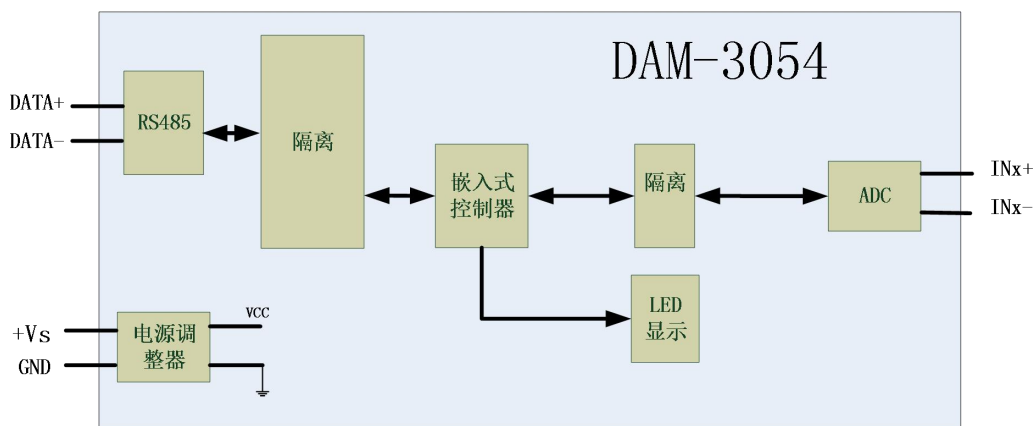 DAM-3054
DATA+
DATA-
RS485
隔离
嵌入式
控制器
隔离
ADC
INx+
INx-
LED
显示
+Vs
GND
电源调
整器
VCC